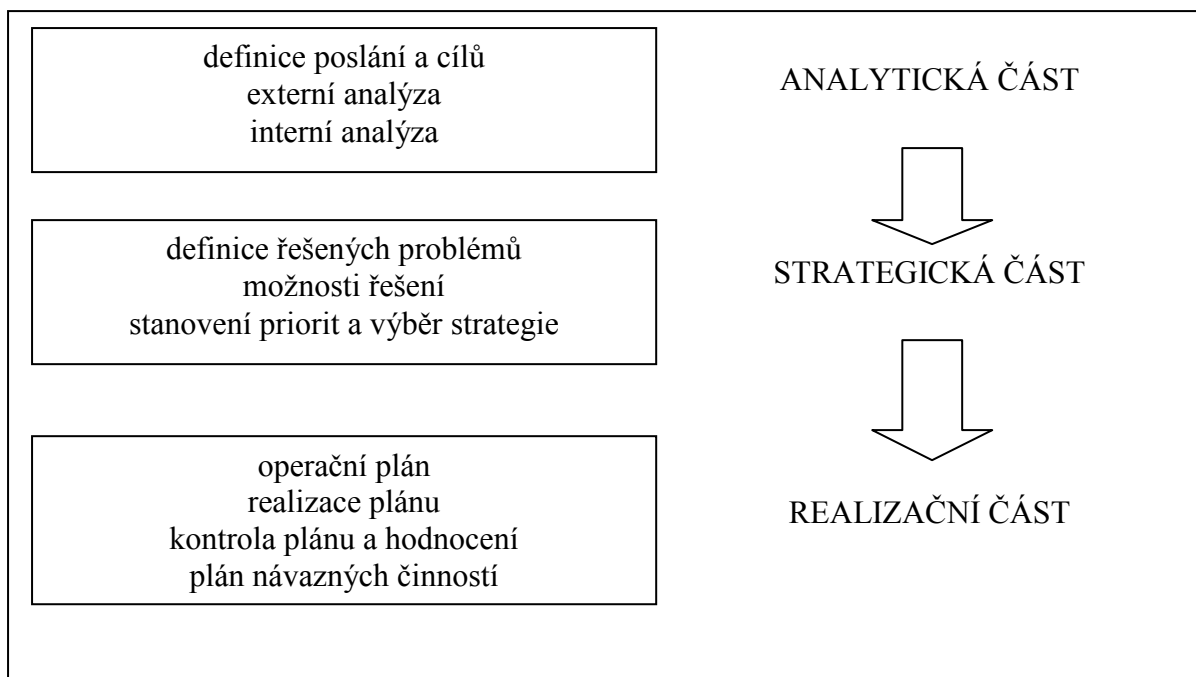 definice poslání a cílů
externí analýza
interní analýza
ANALYTICKÁ ČÁST
definice řešených problémů
možnosti řešení
stanovení priorit a výběr strategie
STRATEGICKÁ ČÁST
operační plán
realizace plánu
kontrola plánu a hodnocení
plán návazných činností
REALIZAČNÍ ČÁST